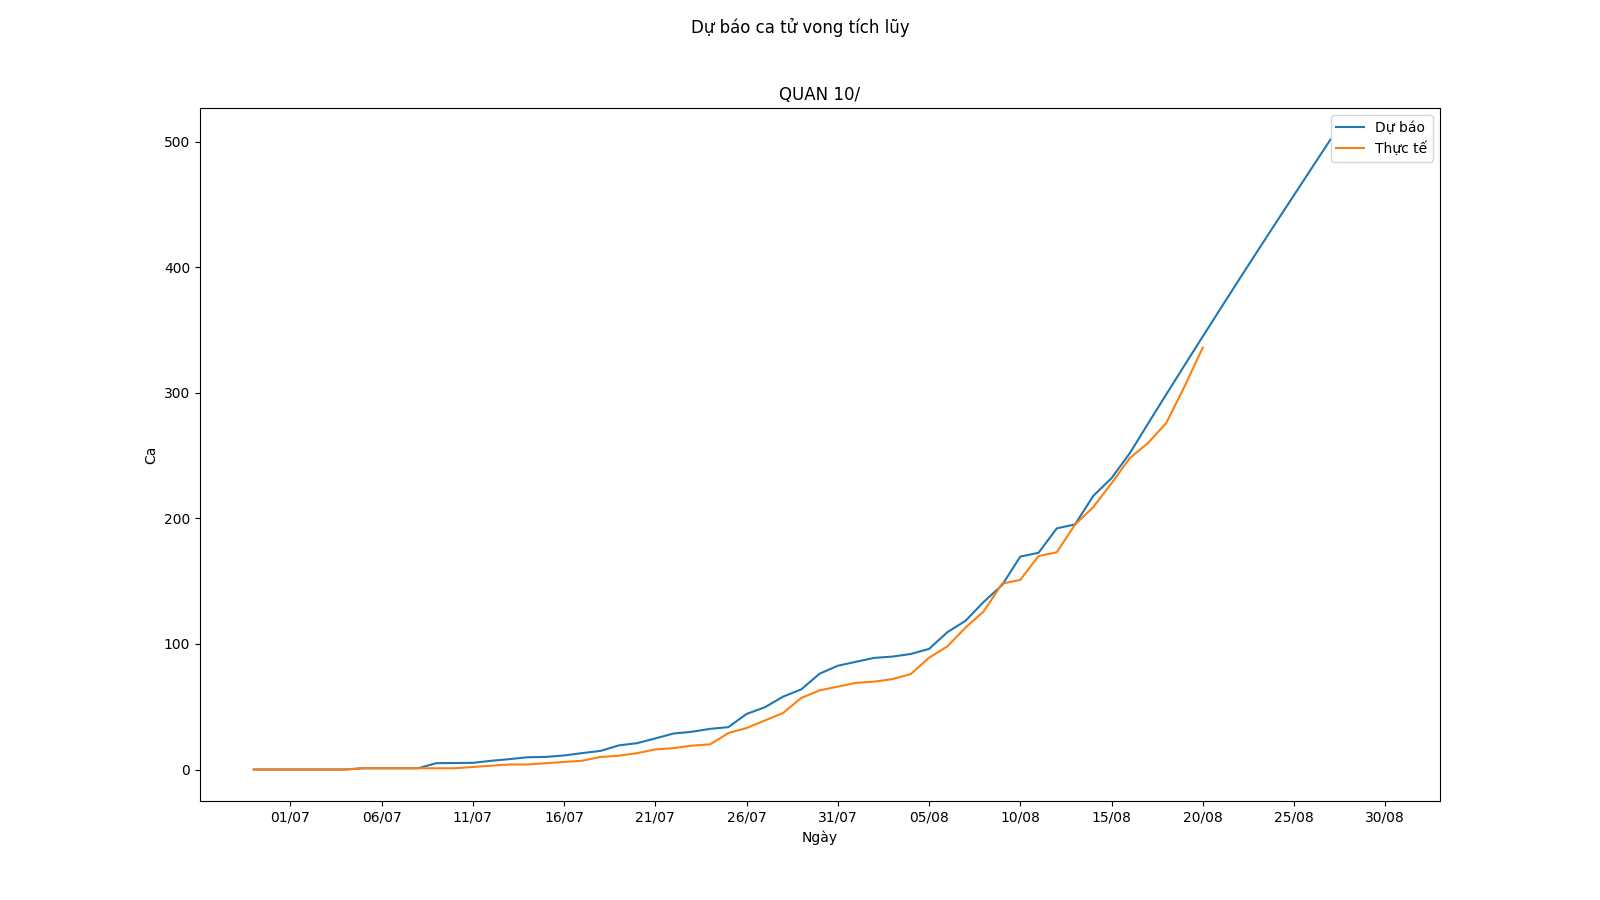 Dự báo ca tử vong tích lũy
QUAN 10/
Dự báo
Thực tế
500
400
300
200
100
0
Ca
01/07 06/07 11/07 16/07 21/07 26/07 31/07 05/08 10/08 15/08 20/08 25/08 30/08
Ngày